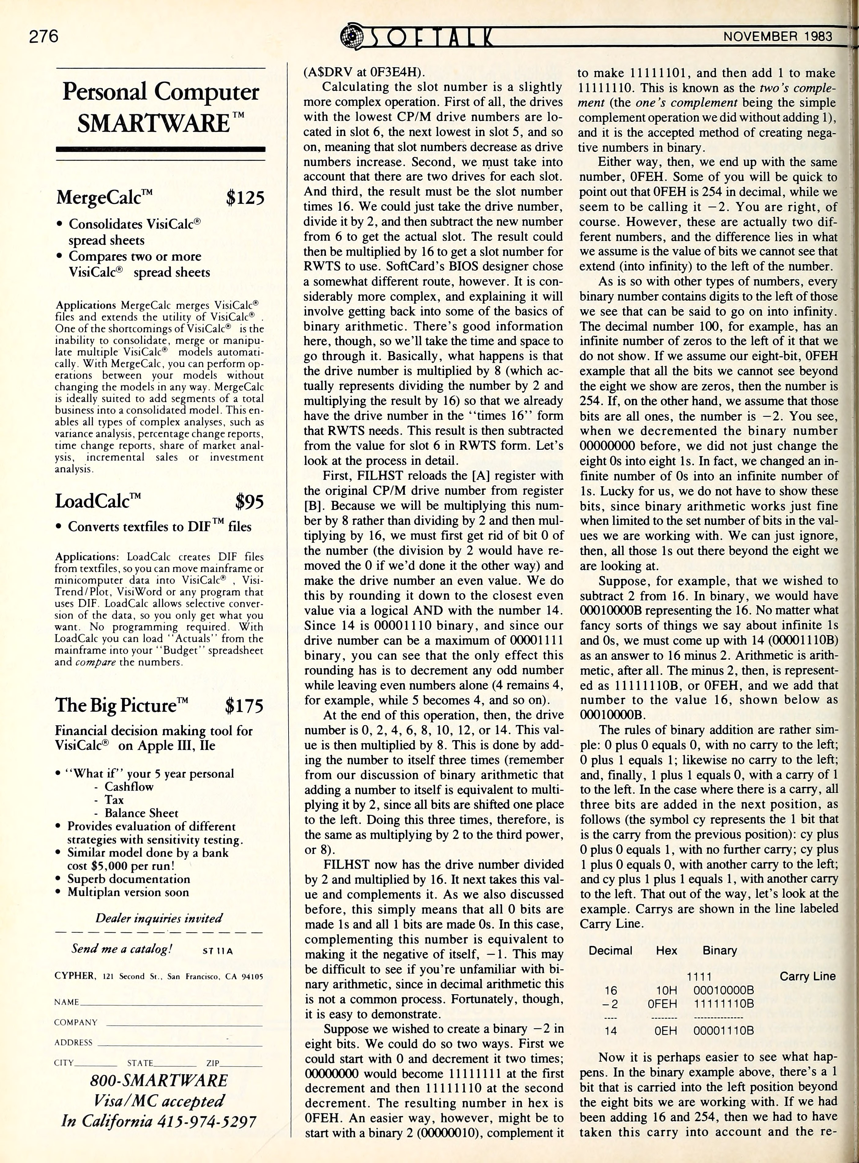 276
SOFTALK
NOVEMBER 1983
Personal Computer
SMARTWARE™
MergeCalc™ $125
• Consolidates VisiCalc®
spread sheets
• Compares two or more
VisiCalc® spread sheets
Applications MergeCalc merges VisiCalc®
files and extends the utility of VisiCalc® .
One of the shortcomings of VisiCalc® is the
inability to consolidate, merge or manipu-
late multiple VisiCalc® models automati-
cally. With MergeCalc, you can perform op-
erations between your models without
changing the models in any way. MergeCalc
is ideally suited to add segments of a total
business into a consolidated model. This en-
ables all types of complex analyses, such as
variance analysis, percentage change reports,
time change reports, share of market anal-
ysis, incremental sales or investment
analysis.
LoadCalc™ $95
• Converts textfiles to DIF™ files
Applications: LoadCalc creates DIF files
from textfiles, so you can move mainframe or
minicomputer data into VisiCalc® , Visi-
Trend/Plot, VisiWord or any program that
uses DIF. LoadCalc allows selective conver-
sion of the data, so you only get what you
want. No programming required. With
LoadCalc you can load "Actuals" from the
mainframe into your "Budget" spreadsheet
and compare the numbers.
The Big Picture™ $175
Financial decision making tool for
VisiCalc® on Apple III, IIe
• "What if" your 5 year personal
- Cashflow
- Tax
- Balance Sheet
• Provides evaluation of different
strategies with sensitivity testing.
• Similar model done by a bank
cost $5,000 per run!
• Superb documentation
• Multiplan version soon
Dealer inquiries invited
Send me a catalog! ST 11A
CYPHER, 121 Second St., San Francisco, CA 94105
NAME
COMPANY
ADDRESS
CITY STATE ZIP
800-SMARTWARE
Visa/MC accepted
In California 415-974-5297
(A$DRV at 0F3E4H).
Calculating the slot number is a slightly
more complex operation. First of all, the drives
with the lowest CP/M drive numbers are lo-
cated in slot 6, the next lowest in slot 5, and so
on, meaning that slot numbers decrease as drive
numbers increase. Second, we must take into
account that there are two drives for each slot.
And third, the result must be the slot number
times 16. We could just take the drive number,
divide it by 2, and then subtract the new number
from 6 to get the actual slot. The result could
then be multiplied by 16 to get a slot number for
RWTS to use. SoftCard's BIOS designer chose
a somewhat different route, however. It is con-
siderably more complex, and explaining it will
involve getting back into some of the basics of
binary arithmetic. There's good information
here, though, so we'll take the time and space to
go through it. Basically, what happens is that
the drive number is multiplied by 8 (which ac-
tually represents dividing the number by 2 and
multiplying the result by 16) so that we already
have the drive number in the "times 16" form
that RWTS needs. This result is then subtracted
from the value for slot 6 in RWTS form. Let's
look at the process in detail.
First, FILHST reloads the [A] register with
the original CP/M drive number from register
[B]. Because we will be multiplying this num-
ber by 8 rather than dividing by 2 and then mul-
tiplying by 16, we must first get rid of bit 0 of
the number (the division by 2 would have re-
moved the 0 if we'd done it the other way) and
make the drive number an even value. We do
this by rounding it down to the closest even
value via a logical AND with the number 14.
Since 14 is 00001110 binary, and since our
drive number can be a maximum of 00001111
binary, you can see that the only effect this
rounding has is to decrement any odd number
while leaving even numbers alone (4 remains 4,
for example, while 5 becomes 4, and so on).
At the end of this operation, then, the drive
number is 0, 2, 4, 6, 8, 10, 12, or 14. This val-
ue is then multiplied by 8. This is done by add-
ing the number to itself three times (remember
from our discussion of binary arithmetic that
adding a number to itself is equivalent to multi-
plying it by 2, since all bits are shifted one place
to the left. Doing this three times, therefore, is
the same as multiplying by 2 to the third power,
or 8).
FILHST now has the drive number divided
by 2 and multiplied by 16. It next takes this val-
ue and complements it. As we also discussed
before, this simply means that all 0 bits are
made 1s and all 1 bits are made 0s. In this case,
complementing this number is equivalent to
making it the negative of itself, −1. This may
be difficult to see if you're unfamiliar with bi-
nary arithmetic, since in decimal arithmetic this
is not a common process. Fortunately, though,
it is easy to demonstrate.
Suppose we wished to create a binary −2 in
eight bits. We could do so two ways. First we
could start with 0 and decrement it two times;
00000000 would become 11111111 at the first
decrement and then 11111110 at the second
decrement. The resulting number in hex is
0FEH. An easier way, however, might be to
start with a binary 2 (00000010), complement it
to make 11111101, and then add 1 to make
11111110. This is known as the two's comple-
ment (the one's complement being the simple
complement operation we did without adding 1),
and it is the accepted method of creating nega-
tive numbers in binary.
Either way, then, we end up with the same
number, 0FEH. Some of you will be quick to
point out that 0FEH is 254 in decimal, while we
seem to be calling it −2. You are right, of
course. However, these are actually two dif-
ferent numbers, and the difference lies in what
we assume is the value of bits we cannot see that
extend (into infinity) to the left of the number.
As is so with other types of numbers, every
binary number contains digits to the left of those
we see that can be said to go on into infinity.
The decimal number 100, for example, has an
infinite number of zeros to the left of it that we
do not show. If we assume our eight-bit, 0FEH
example that all the bits we cannot see beyond
the eight we show are zeros, then the number is
254. If, on the other hand, we assume that those
bits are all ones, the number is −2. You see,
when we decremented the binary number
00000000 before, we did not just change the
eight 0s into eight 1s. In fact, we changed an in-
finite number of 0s into an infinite number of
1s. Lucky for us, we do not have to show these
bits, since binary arithmetic works just fine
when limited to the set number of bits in the val-
ues we are working with. We can just ignore,
then, all those 1s out there beyond the eight we
are looking at.
Suppose, for example, that we wished to
subtract 2 from 16. In binary, we would have
00010000B representing the 16. No matter what
fancy sorts of things we say about infinite 1s
and 0s, we must come up with 14 (00001110B)
as an answer to 16 minus 2. Arithmetic is arith-
metic, after all. The minus 2, then, is represent-
ed as 11111110B, or 0FEH, and we add that
number to the value 16, shown below as
00010000B.
The rules of binary addition are rather sim-
ple: 0 plus 0 equals 0, with no carry to the left;
0 plus 1 equals 1; likewise no carry to the left;
and, finally, 1 plus 1 equals 0, with a carry of 1
to the left. In the case where there is a carry, all
three bits are added in the next position, as
follows (the symbol cy represents the 1 bit that
is the carry from the previous position): cy plus
0 plus 0 equals 1, with no further carry; cy plus
1 plus 0 equals 0, with another carry to the left;
and cy plus 1 plus 1 equals 1, with another carry
to the left. That out of the way, let's look at the
example. Carrys are shown in the line labeled
Carry Line.
Decimal Hex Binary
1111 Carry Line
16 10H 00010000B
−2 0FEH 11111110B
---- -------- --------------
14 0EH 00001110B
Now it is perhaps easier to see what hap-
pens. In the binary example above, there's a 1
bit that is carried into the left position beyond
the eight bits we are working with. If we had
been adding 16 and 254, then we had to have
taken this carry into account and the re-